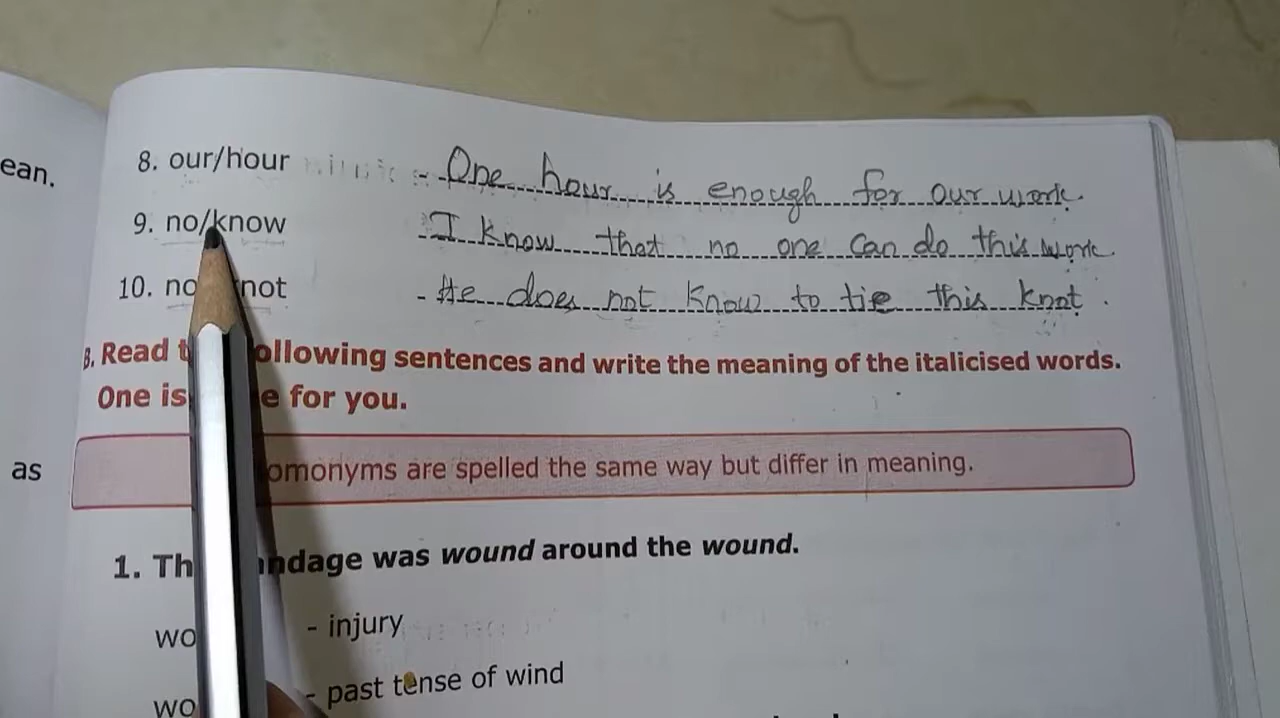 ean.
8. our/hour - One hour is enough for our work.
9. no/know - I know that no one can do this work.
10. no not - He does not know to tie this knot.
B. Read t ollowing sentences and write the meaning of the italicised words.
One is e for you.
as
omonyms are spelled the same way but differ in meaning.
1. Th ndage was wound around the wound.
wo - injury
wo - past tense of wind